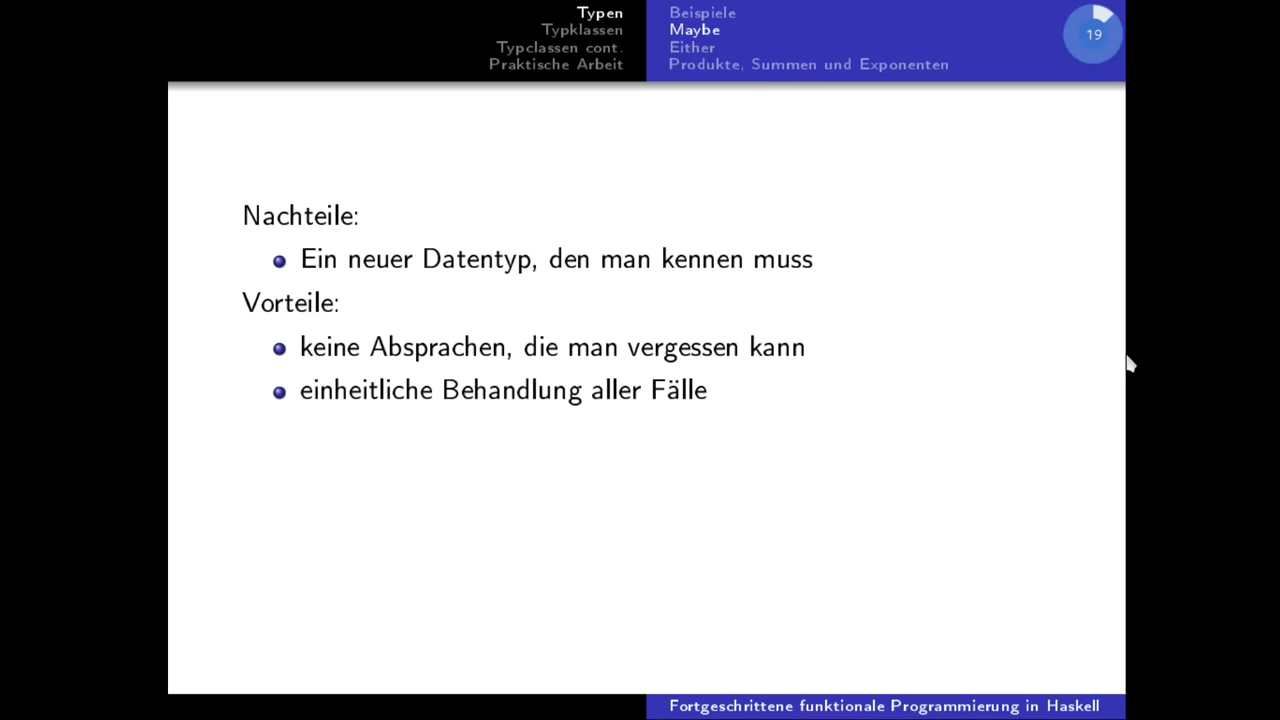 Typen
Typklassen
Typclassen cont.
Praktische Arbeit
Beispiele
Maybe
Either
Produkte, Summen und Exponenten
19
Nachteile:
Ein neuer Datentyp, den man kennen muss
Vorteile:
keine Absprachen, die man vergessen kann
einheitliche Behandlung aller Fälle
Fortgeschrittene funktionale Programmierung in Haskell